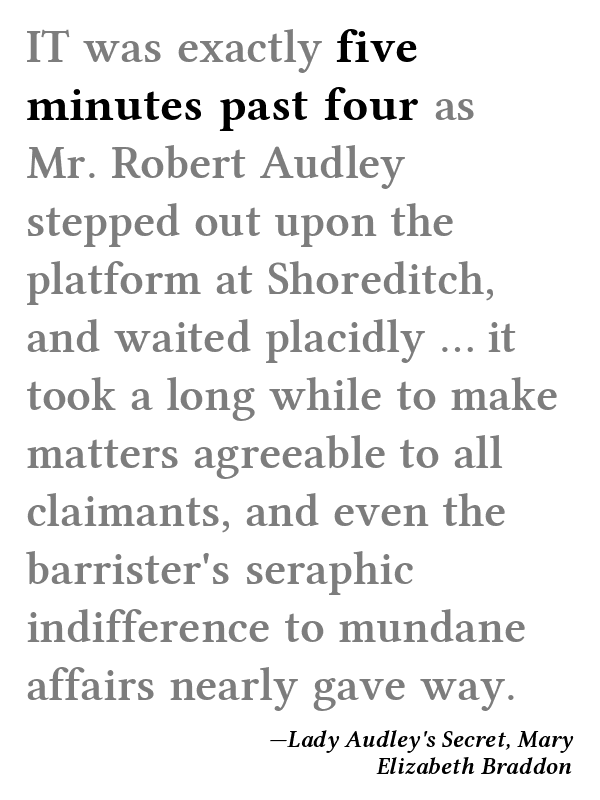 IT was exactly five
minutes past four as
Mr. Robert Audley
stepped out upon the
platform at Shoreditch,
and waited placidly ... it
took a long while to make
matters agreeable to all
claimants, and even the
barrister's seraphic
indifference to mundane
affairs nearly gave way.
—Lady Audley's Secret, Mary
Elizabeth Braddon